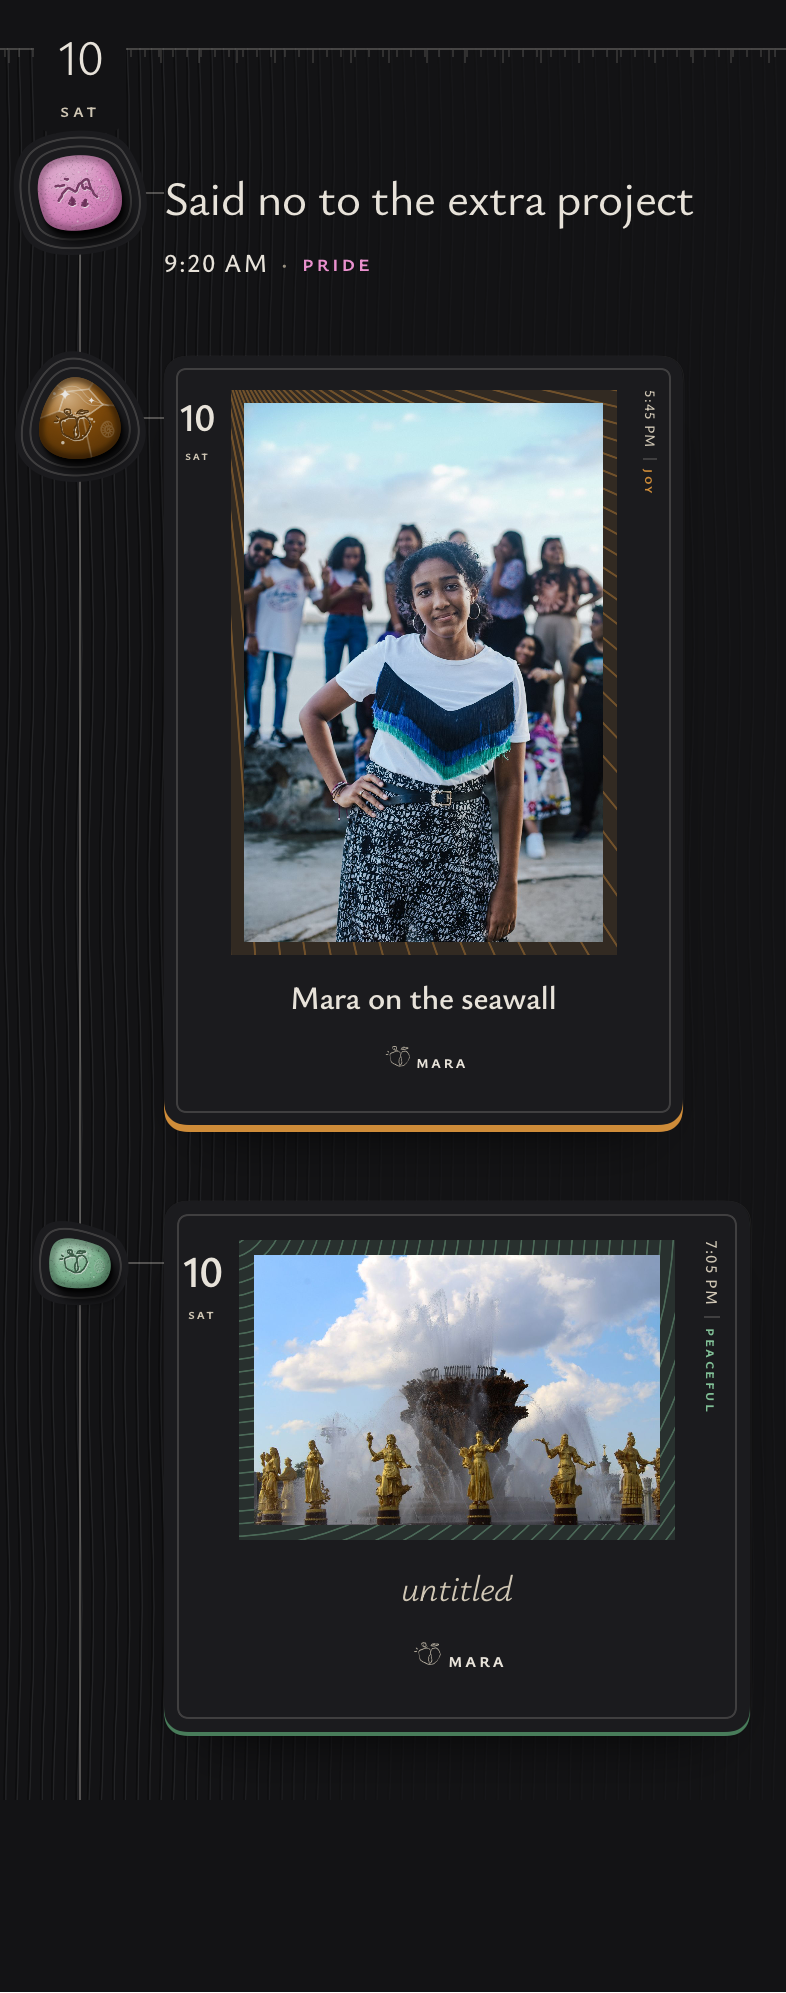 10
SAT
Said no to the extra project
9:20 AM · PRIDE
10
SAT
5:45 PM | JOY
Mara on the seawall
MARA
10
SAT
7:05 PM | PEACEFUL
untitled
MARA